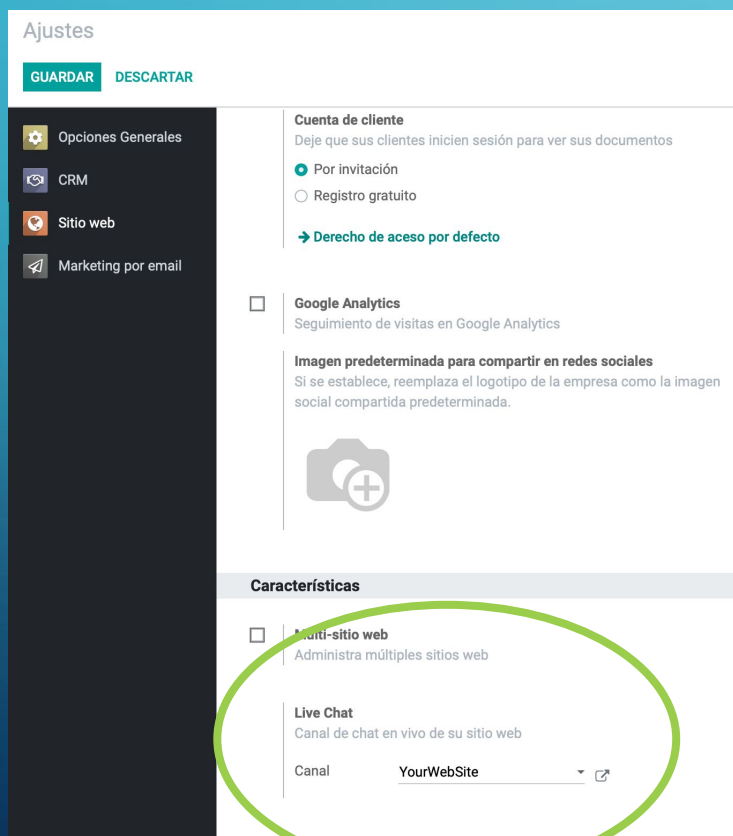 Ajustes
GUARDAR DESCARTAR
Opciones Generales
CRM
Sitio web
Marketing por email
Cuenta de cliente
Deje que sus clientes inicien sesión para ver sus documentos
Por invitación
Registro gratuito
Derecho de aceso por defecto
Google Analytics
Seguimiento de visitas en Google Analytics
Imagen predeterminada para compartir en redes sociales
Si se establece, reemplaza el logotipo de la empresa como la imagen
social compartida predeterminada.
Características
Multi-sitio web
Administra múltiples sitios web
Live Chat
Canal de chat en vivo de su sitio web
Canal YourWebSite